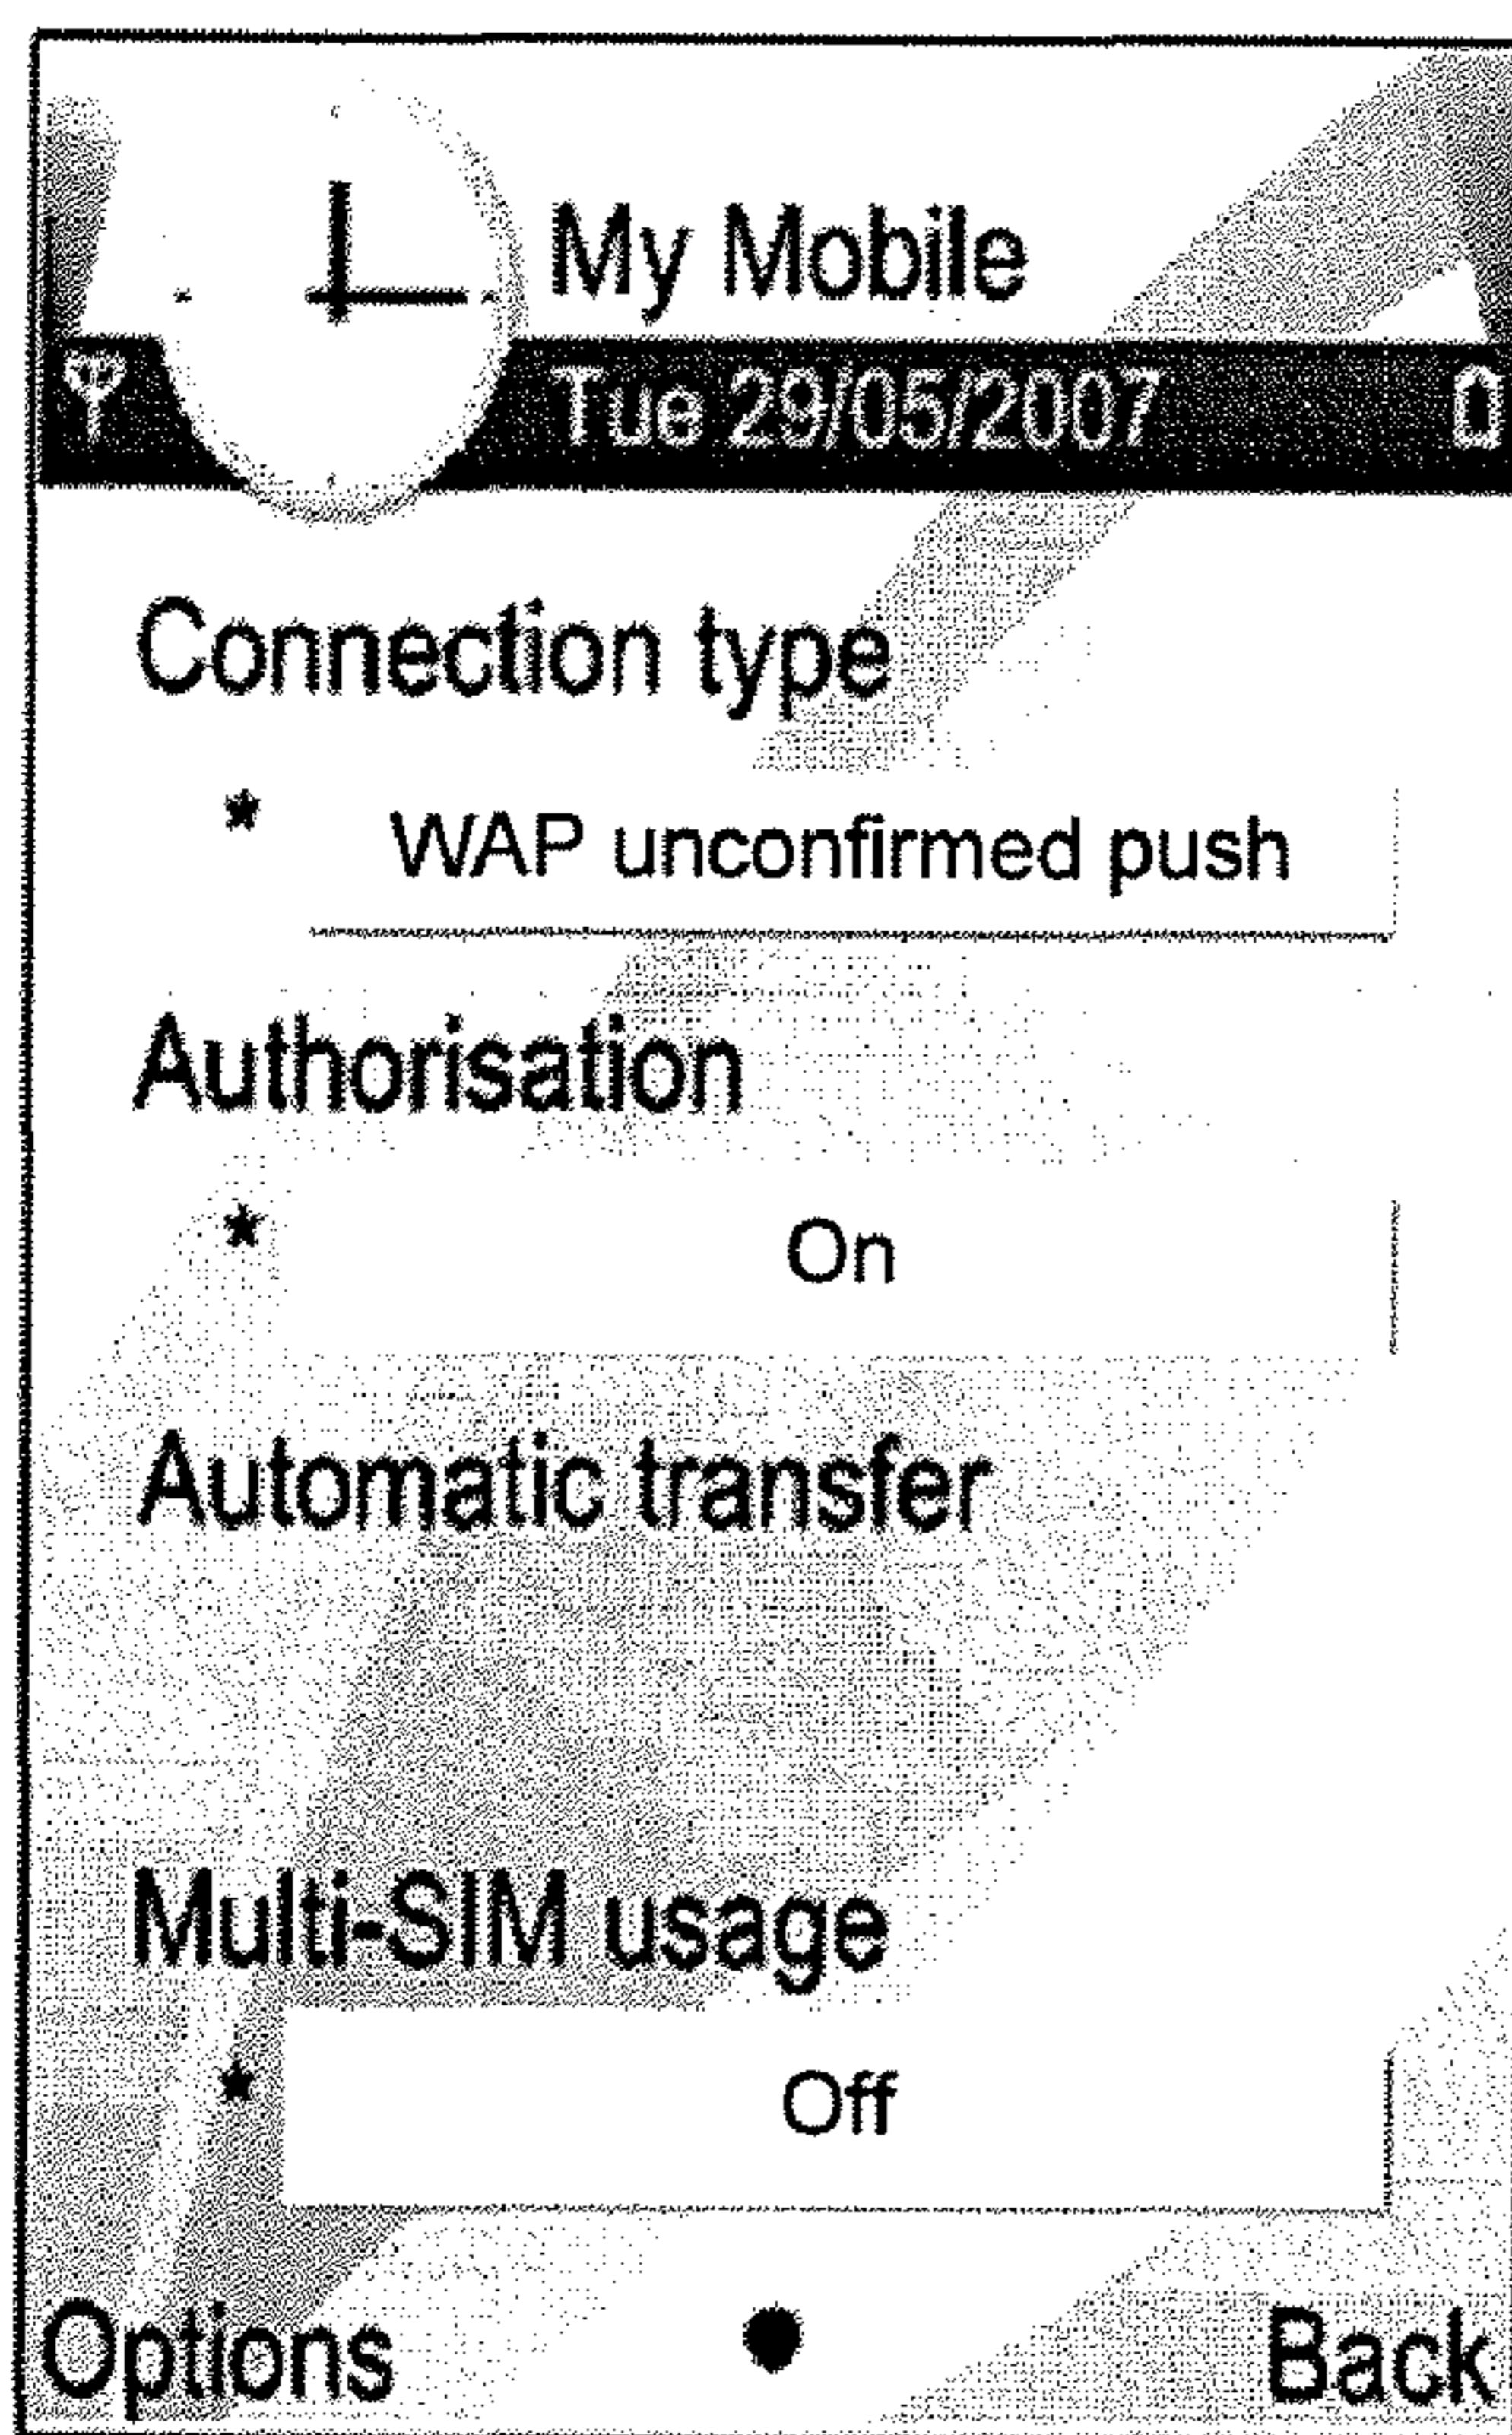 My Mobile
Tue 29/05/2007
Connection type
* WAP unconfirmed push
Authorisation
* On
Automatic transfer
Multi-SIM usage
* Off
Options
Back